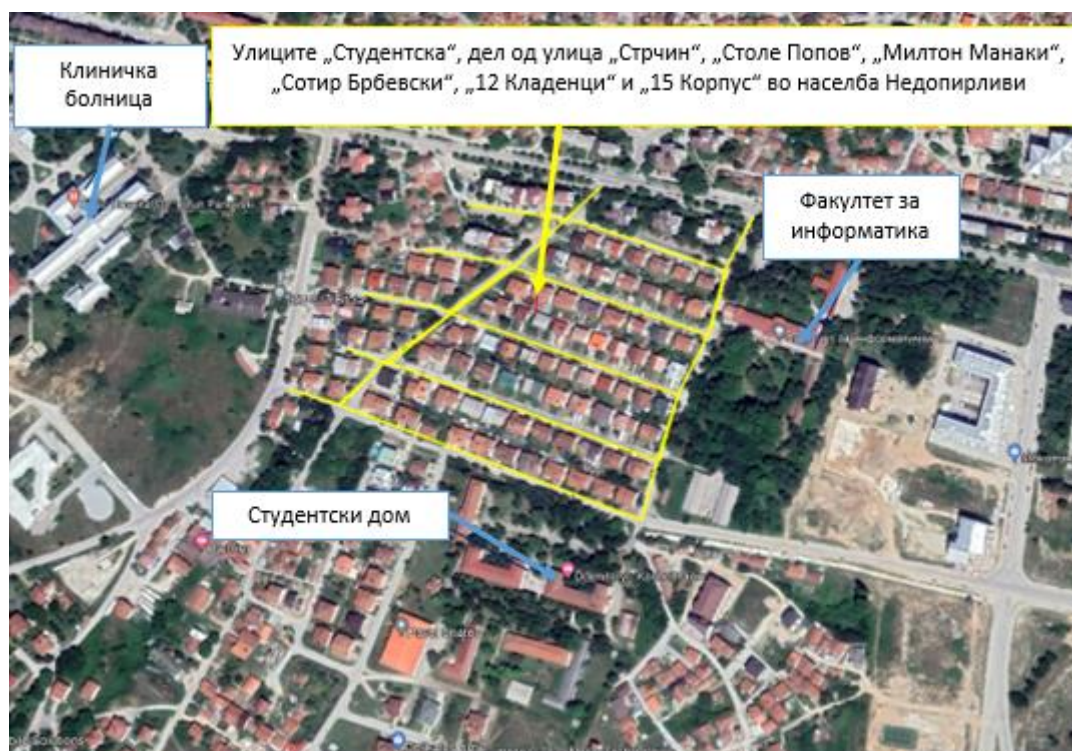 Клиничка
болница
Улиците „Студентска“, дел од улица „Стрчин“, „Столе Попов“, „Милтон Манаки“,
„Сотир Брбевски“, „12 Кладенци“ и „15 Корпус“ во населба Недопирливи
Факултет за
информатика
Студентски дом